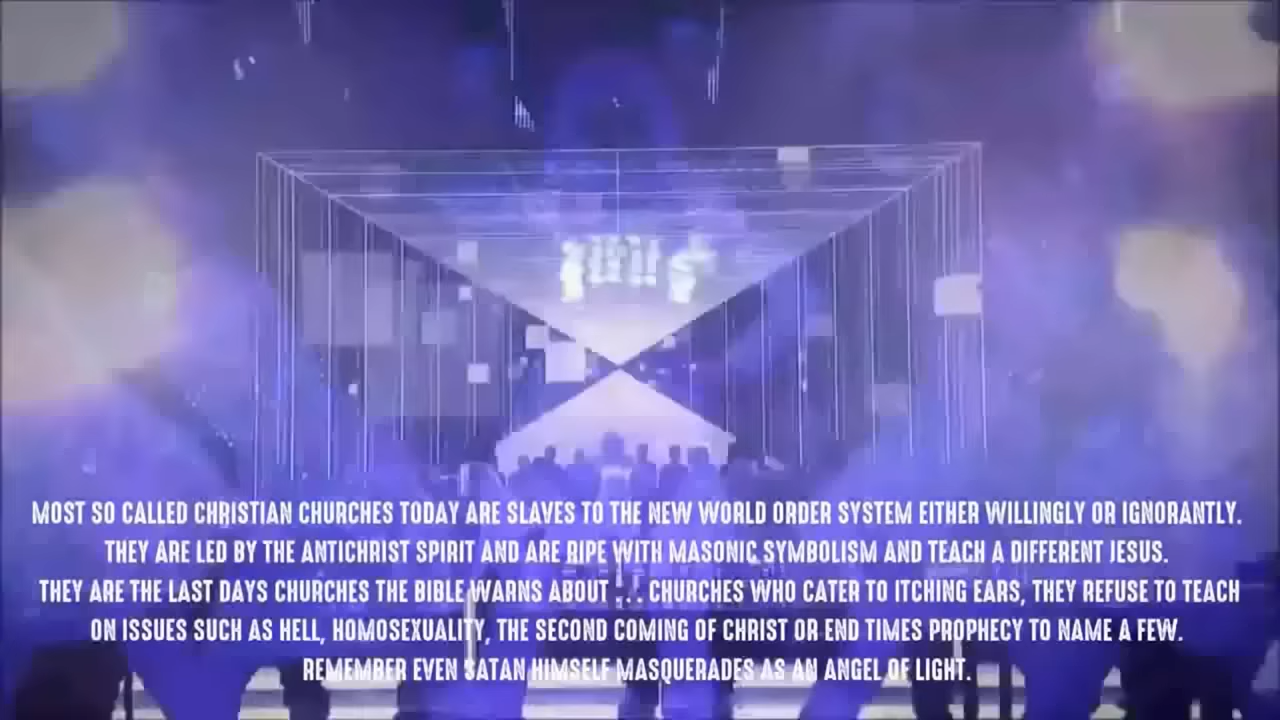 MOST SO CALLED CHRISTIAN CHURCHES TODAY ARE SLAVES TO THE NEW WORLD ORDER SYSTEM EITHER WILLINGLY OR IGNORANTLY.
THEY ARE LED BY THE ANTICHRIST SPIRIT AND ARE RIPE WITH MASONIC SYMBOLISM AND TEACH A DIFFERENT JESUS.
THEY ARE THE LAST DAYS CHURCHES THE BIBLE WARNS ABOUT . . . CHURCHES WHO CATER TO ITCHING EARS, THEY REFUSE TO TEACH
ON ISSUES SUCH AS HELL, HOMOSEXUALITY, THE SECOND COMING OF CHRIST OR END TIMES PROPHECY TO NAME A FEW.
REMEMBER EVEN SATAN HIMSELF MASQUERADES AS AN ANGEL OF LIGHT.